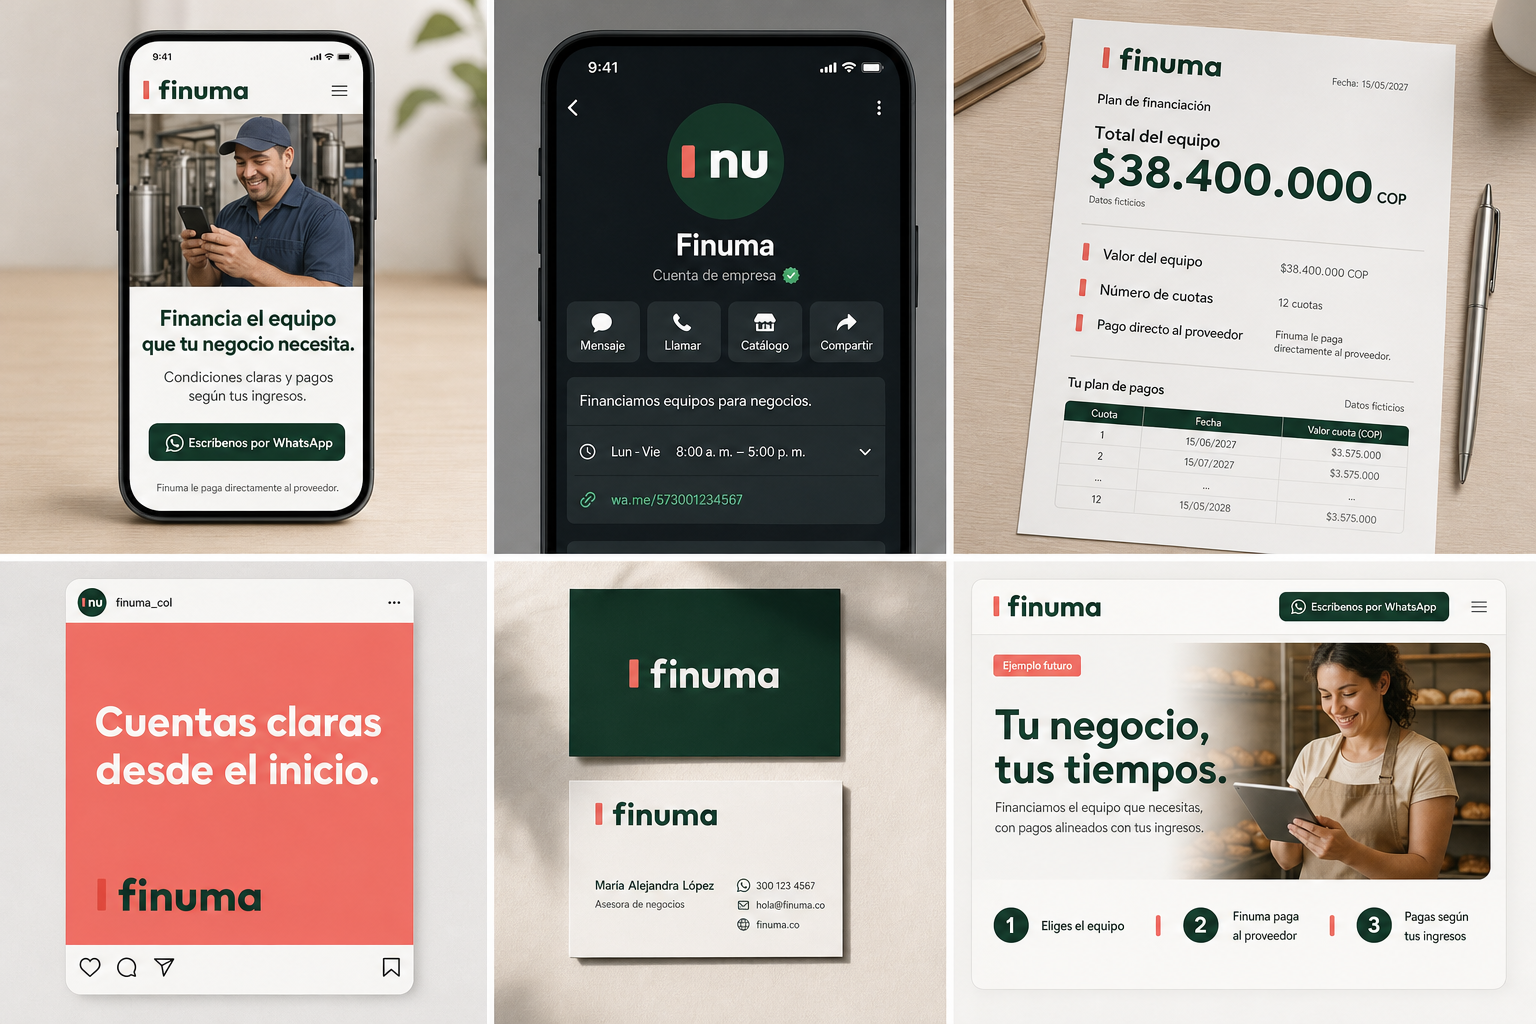 9:41
finuma
Financia el equipo
que tu negocio necesita.
Condiciones claras y pagos
según tus ingresos.
Escríbenos por WhatsApp
Finuma le paga directamente al proveedor.
9:41
nu
Finuma
Cuenta de empresa
Mensaje
Llamar
Catálogo
Compartir
Financiamos equipos para negocios.
Lun - Vie 8:00 a. m. – 5:00 p. m.
wa.me/573001234567
finuma
Fecha: 15/05/2027
Plan de financiación
Total del equipo
$38.400.000 COP
Datos ficticios
Valor del equipo $38.400.000 COP
Número de cuotas 12 cuotas
Pago directo al proveedor Finuma le paga
directamente al proveedor.
Tu plan de pagos
Datos ficticios
Cuota Fecha Valor cuota (COP)
1 15/06/2027 $3.575.000
2 15/07/2027 $3.575.000
... ... ...
12 15/05/2028 $3.575.000
nu finuma_col
Cuentas claras
desde el inicio.
finuma
finuma
finuma
María Alejandra López
Asesora de negocios
300 123 4567
hola@finuma.co
finuma.co
finuma
Escríbenos por WhatsApp
Ejemplo futuro
Tu negocio,
tus tiempos.
Financiamos el equipo que necesitas,
con pagos alineados con tus ingresos.
1 Eliges el equipo
2 Finuma paga
al proveedor
3 Pagas según
tus ingresos